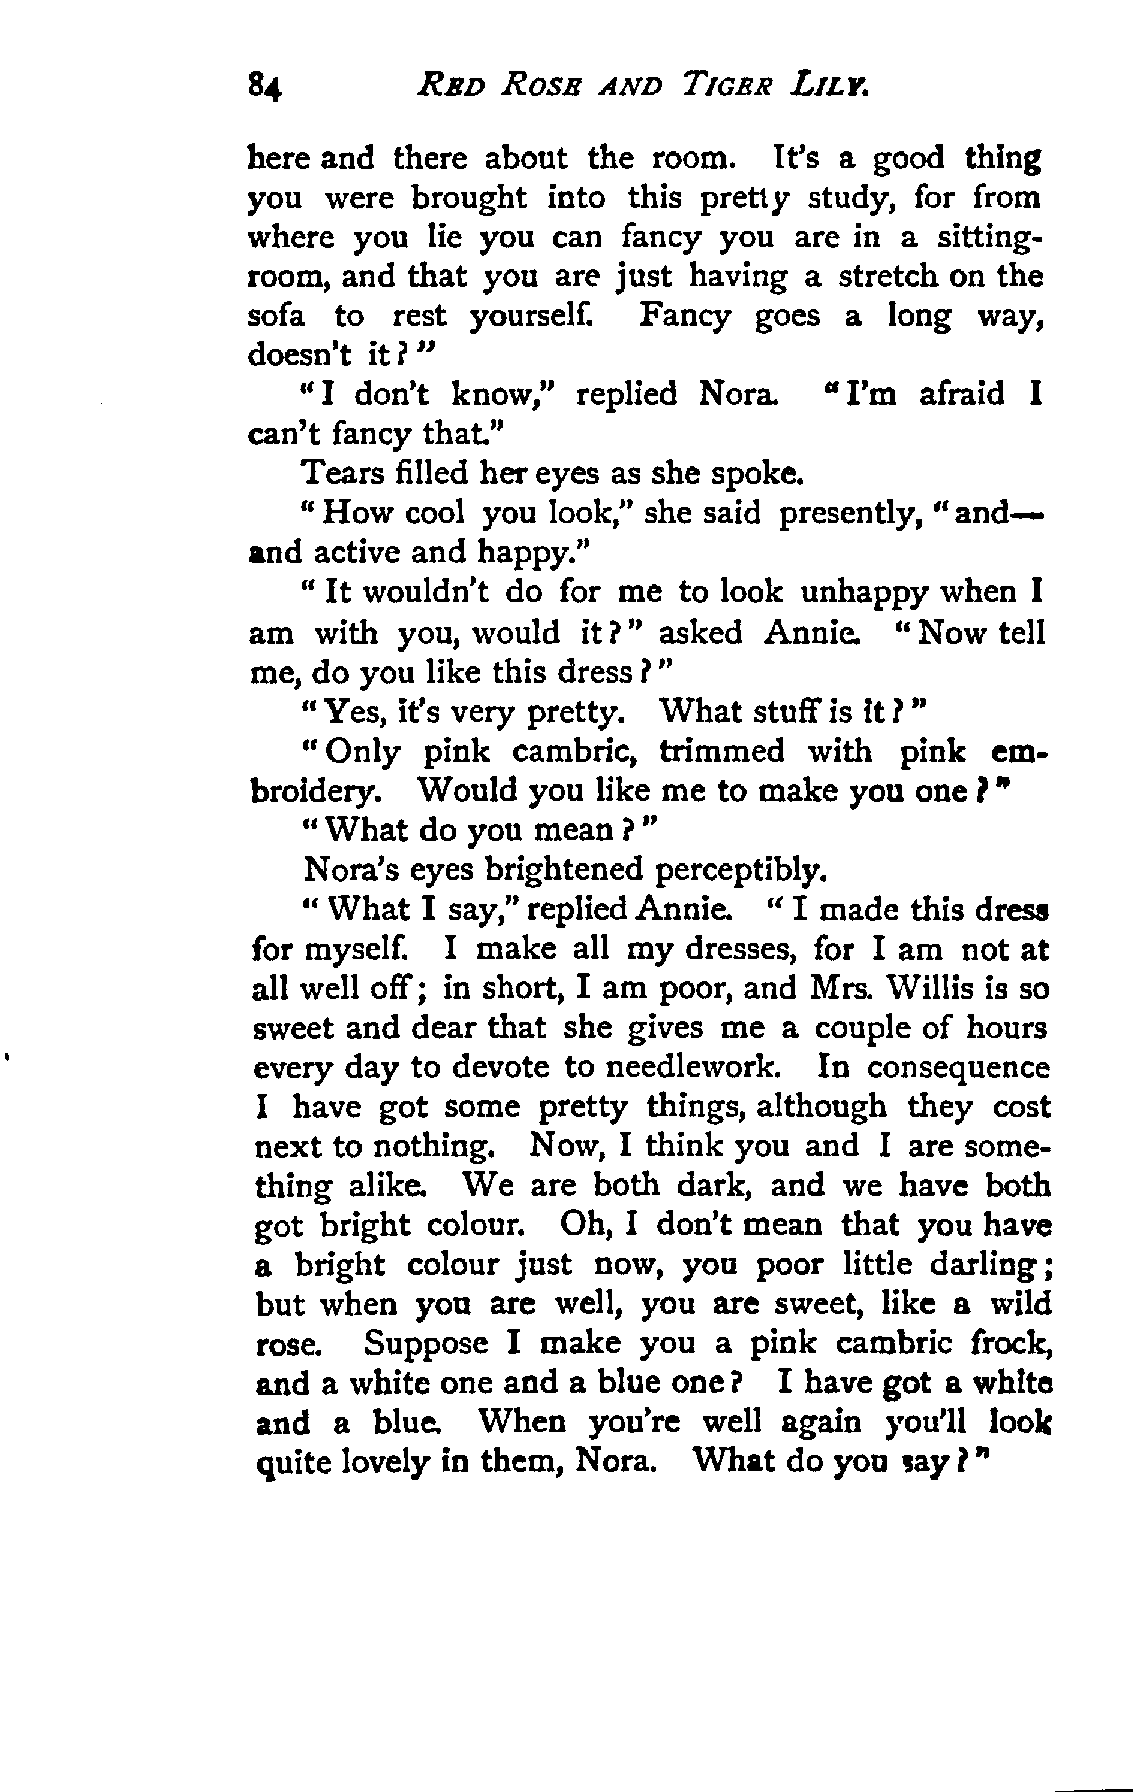 84 RED ROSE AND TIGER LILY.
here and there about the room. It's a good thing
you were brought into this pretty study, for from
where you lie you can fancy you are in a sitting-
room, and that you are just having a stretch on the
sofa to rest yourself. Fancy goes a long way,
doesn't it?"
"I don't know," replied Nora. "I'm afraid I
can't fancy that."
Tears filled her eyes as she spoke.
"How cool you look," she said presently, "and—
and active and happy."
"It wouldn't do for me to look unhappy when I
am with you, would it?" asked Annie. "Now tell
me, do you like this dress?"
"Yes, it's very pretty. What stuff is it?"
"Only pink cambric, trimmed with pink em-
broidery. Would you like me to make you one?"
"What do you mean?"
Nora's eyes brightened perceptibly.
"What I say," replied Annie. "I made this dress
for myself. I make all my dresses, for I am not at
all well off; in short, I am poor, and Mrs. Willis is so
sweet and dear that she gives me a couple of hours
every day to devote to needlework. In consequence
I have got some pretty things, although they cost
next to nothing. Now, I think you and I are some-
thing alike. We are both dark, and we have both
got bright colour. Oh, I don't mean that you have
a bright colour just now, you poor little darling;
but when you are well, you are sweet, like a wild
rose. Suppose I make you a pink cambric frock,
and a white one and a blue one? I have got a white
and a blue. When you're well again you'll look
quite lovely in them, Nora. What do you say?"